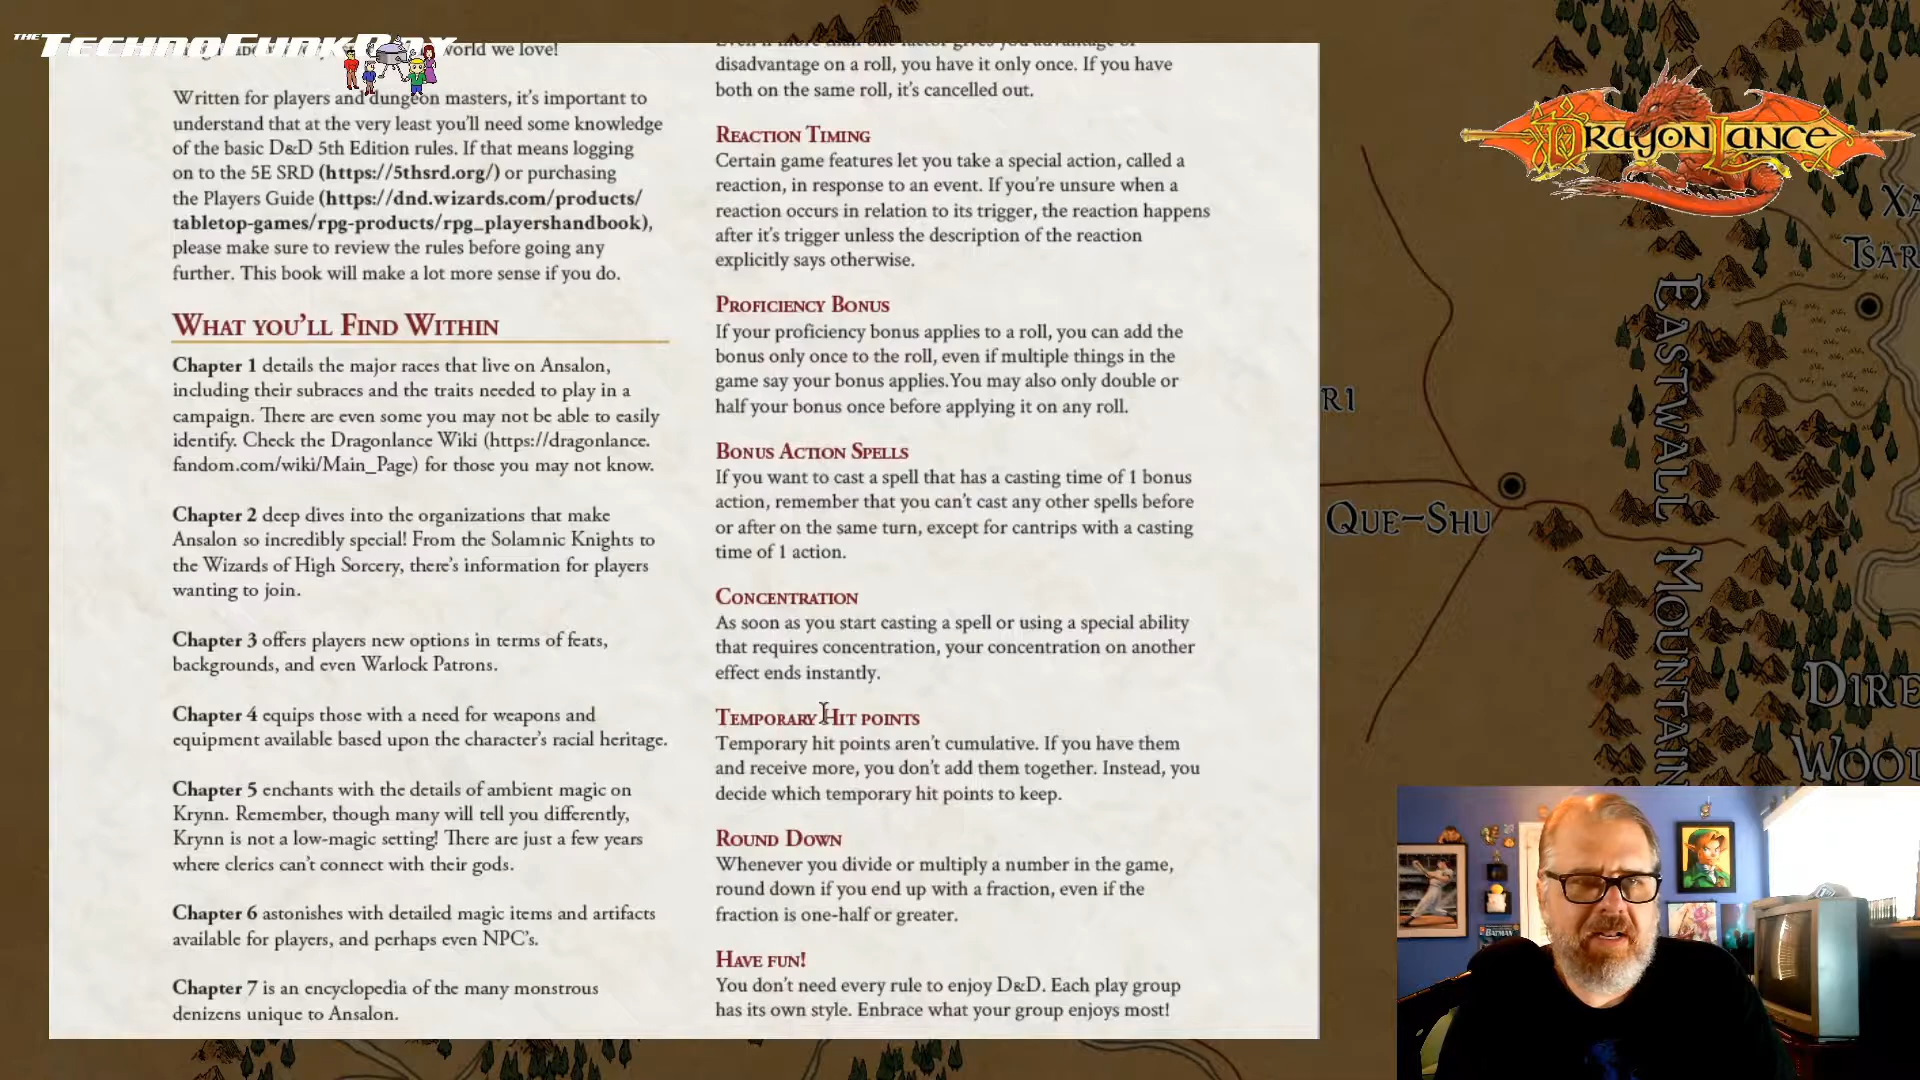 THE TECHNOFUNKBOY
world we love!
Written for players and dungeon masters, it's important to
understand that at the very least you'll need some knowledge
of the basic D&D 5th Edition rules. If that means logging
on to the 5E SRD (https://5thsrd.org/) or purchasing
the Players Guide (https://dnd.wizards.com/products/
tabletop-games/rpg-products/rpg_playershandbook),
please make sure to review the rules before going any
further. This book will make a lot more sense if you do.
WHAT YOU'LL FIND WITHIN
Chapter 1 details the major races that live on Ansalon,
including their subraces and the traits needed to play in a
campaign. There are even some you may not be able to easily
identify. Check the Dragonlance Wiki (https://dragonlance.
fandom.com/wiki/Main_Page) for those you may not know.
Chapter 2 deep dives into the organizations that make
Ansalon so incredibly special! From the Solamnic Knights to
the Wizards of High Sorcery, there's information for players
wanting to join.
Chapter 3 offers players new options in terms of feats,
backgrounds, and even Warlock Patrons.
Chapter 4 equips those with a need for weapons and
equipment available based upon the character's racial heritage.
Chapter 5 enchants with the details of ambient magic on
Krynn. Remember, though many will tell you differently,
Krynn is not a low-magic setting! There are just a few years
where clerics can't connect with their gods.
Chapter 6 astonishes with detailed magic items and artifacts
available for players, and perhaps even NPC's.
Chapter 7 is an encyclopedia of the many monstrous
denizens unique to Ansalon.
Even if more than one factor gives you advantage or
disadvantage on a roll, you have it only once. If you have
both on the same roll, it's cancelled out.
REACTION TIMING
Certain game features let you take a special action, called a
reaction, in response to an event. If you're unsure when a
reaction occurs in relation to its trigger, the reaction happens
after it's trigger unless the description of the reaction
explicitly says otherwise.
PROFICIENCY BONUS
If your proficiency bonus applies to a roll, you can add the
bonus only once to the roll, even if multiple things in the
game say your bonus applies.You may also only double or
half your bonus once before applying it on any roll.
BONUS ACTION SPELLS
If you want to cast a spell that has a casting time of 1 bonus
action, remember that you can't cast any other spells before
or after on the same turn, except for cantrips with a casting
time of 1 action.
CONCENTRATION
As soon as you start casting a spell or using a special ability
that requires concentration, your concentration on another
effect ends instantly.
TEMPORARY HIT POINTS
Temporary hit points aren't cumulative. If you have them
and receive more, you don't add them together. Instead, you
decide which temporary hit points to keep.
ROUND DOWN
Whenever you divide or multiply a number in the game,
round down if you end up with a fraction, even if the
fraction is one-half or greater.
HAVE FUN!
You don't need every rule to enjoy D&D. Each play group
has its own style. Embrace what your group enjoys most!
DRAGONLANCE
XA
TSAR
EASTWALL MOUNTAIN
RI
QUE-SHU
DIRE
WOOD
BATMAN